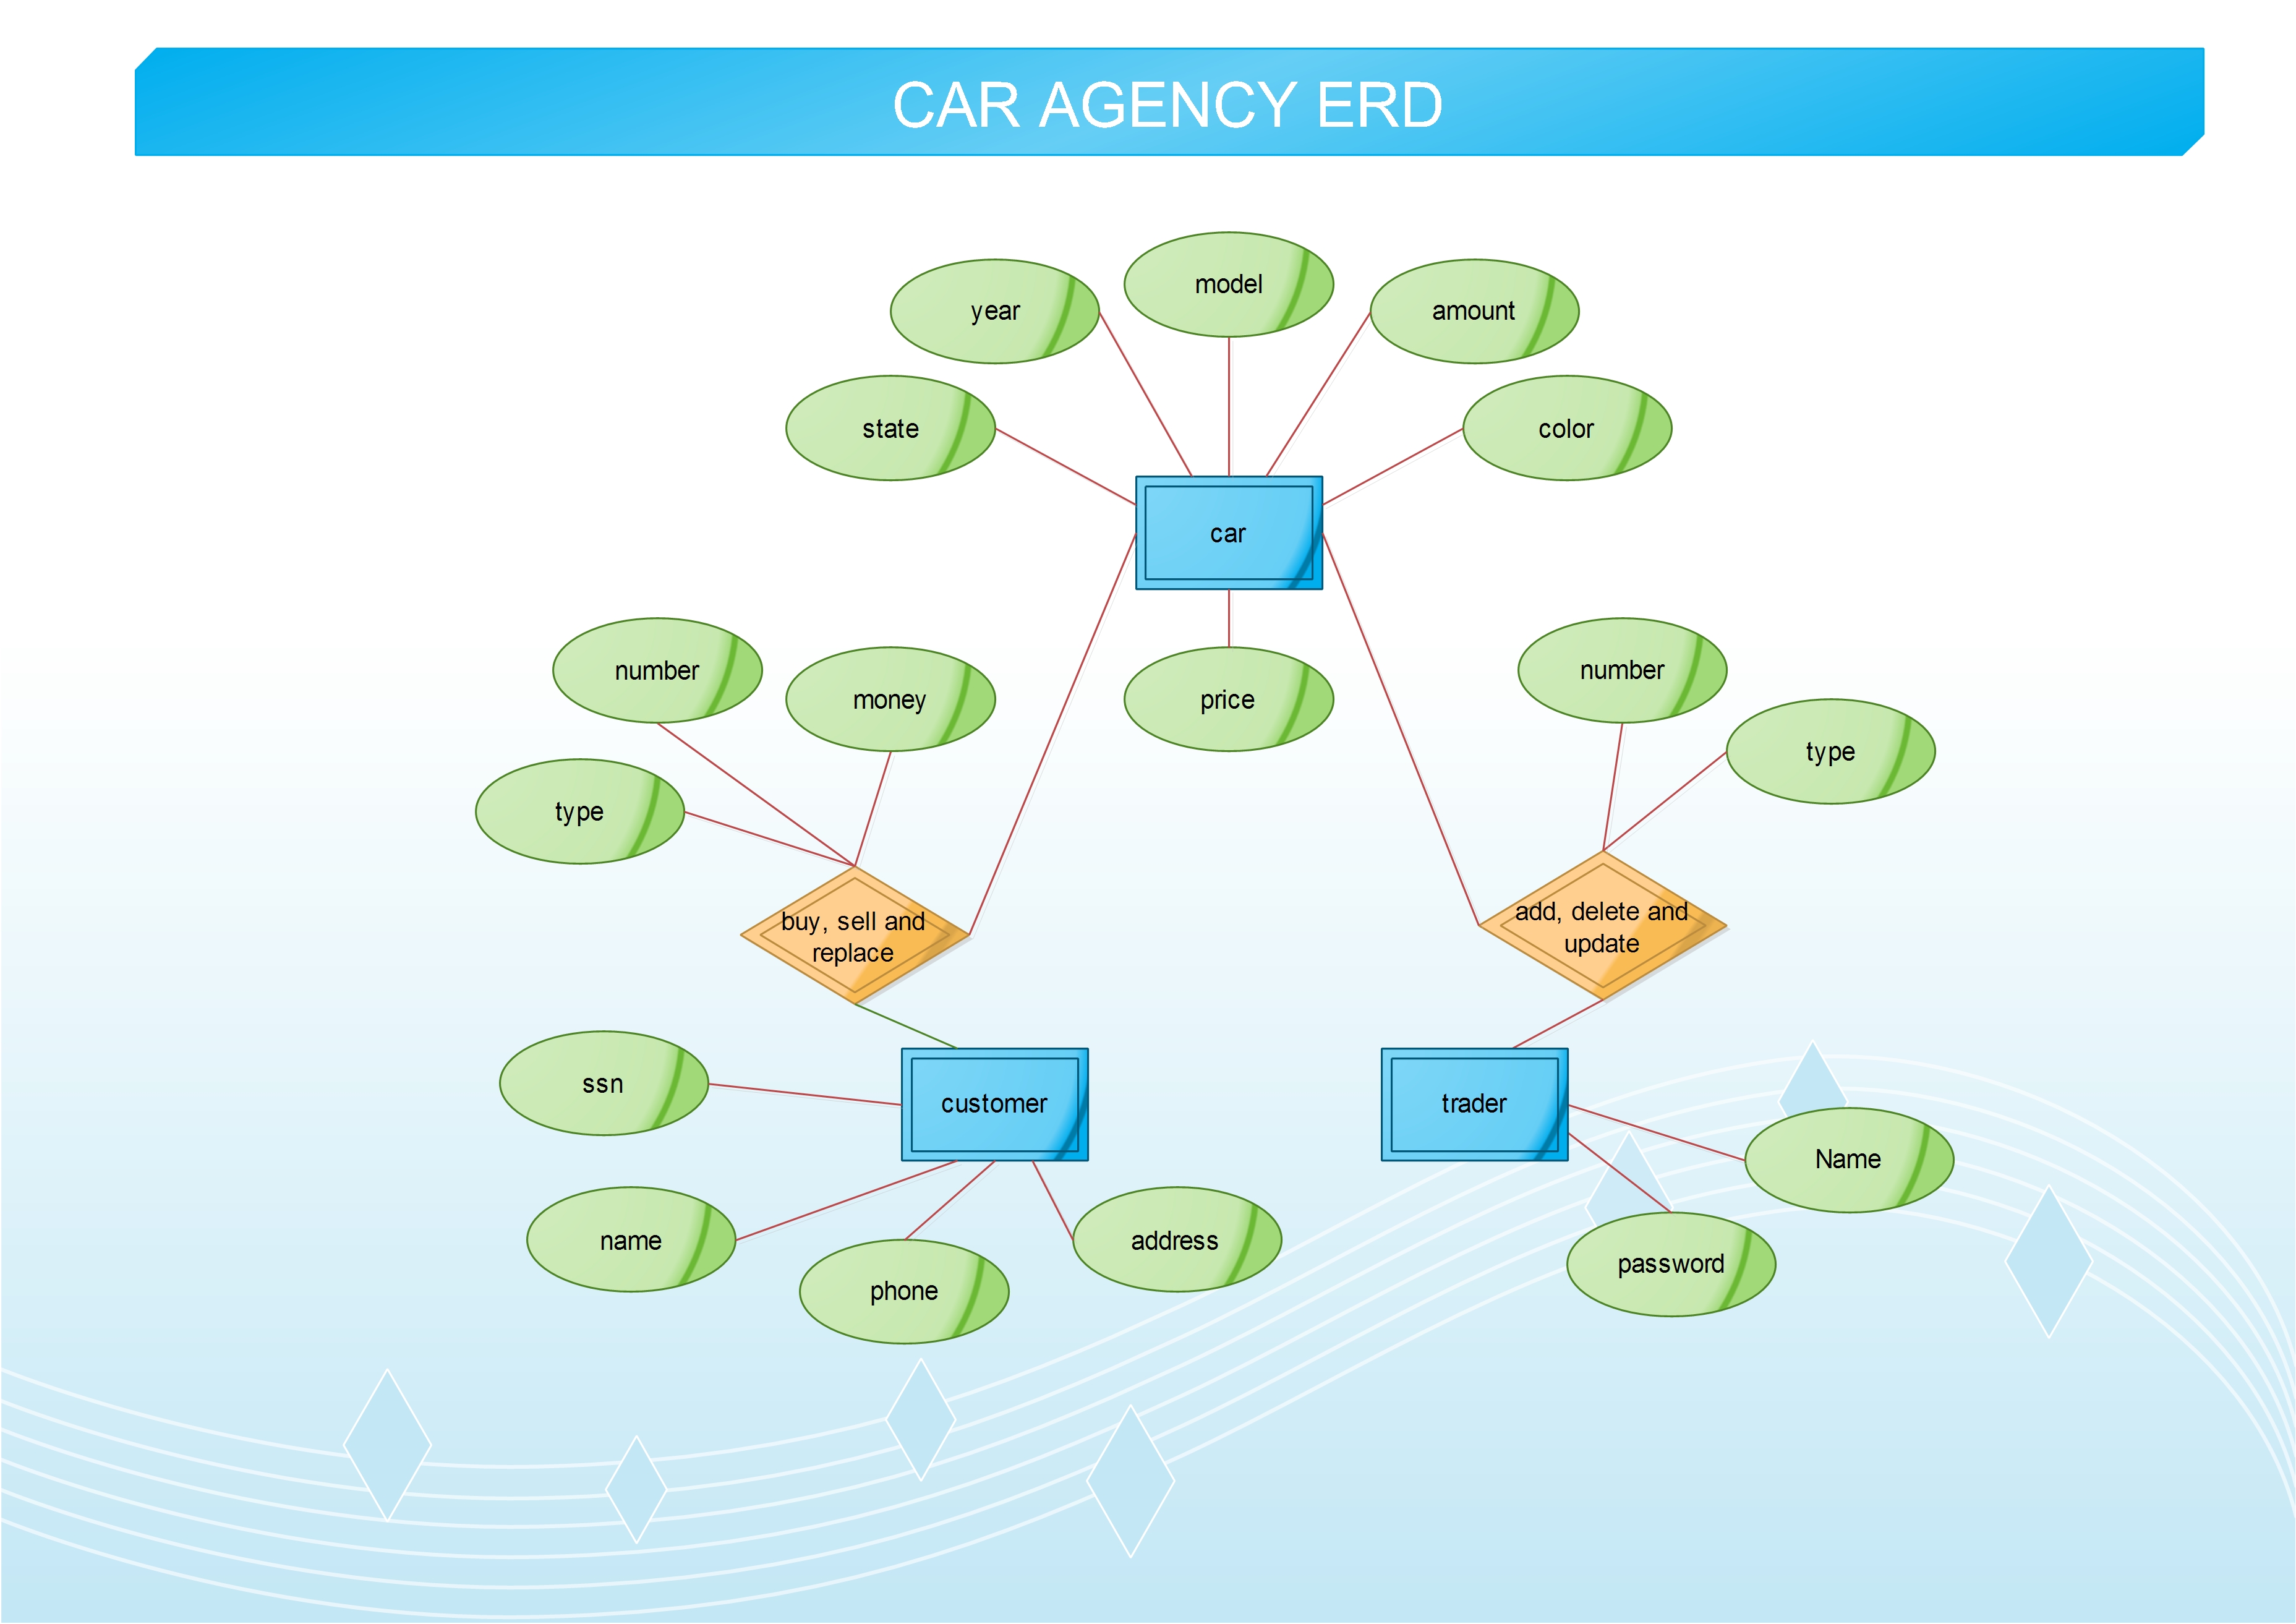 CAR AGENCY ERD
model
year
amount
state
color
car
number
money
price
number
type
type
buy, sell and
replace
add, delete and
update
ssn
customer
trader
Name
name
address
phone
password